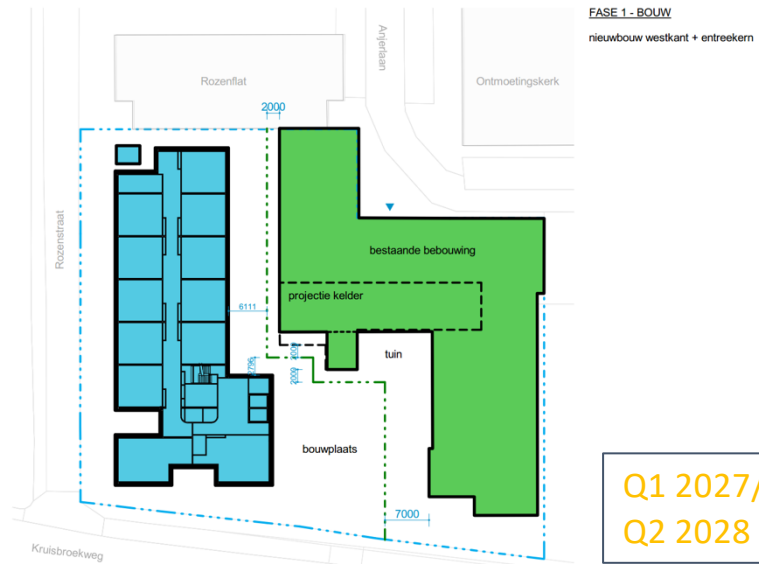 FASE 1 - BOUW
nieuwbouw westkant + entreekern
Anjerlaan
Rozenflat
Ontmoetingskerk
2000
Rozenstraat
bestaande bebouwing
projectie kelder
6111
tuin
2000
bouwplaats
7000
Kruisbroekweg
Q1 2027/
Q2 2028